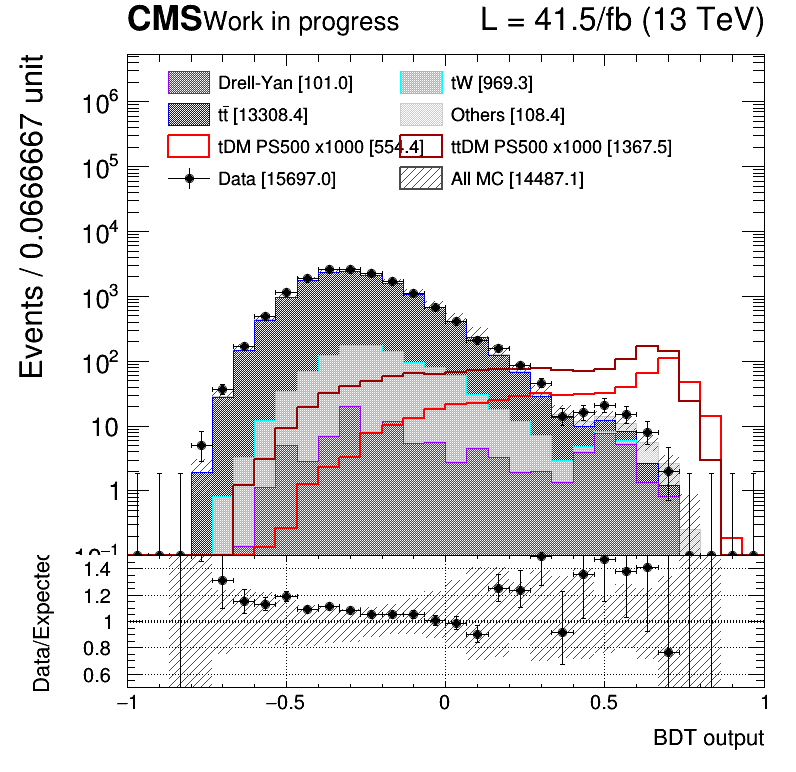 CMS Work in progress L = 41.5/fb (13 TeV)
Events / 0.0666667 unit
Drell-Yan [101.0] tW [969.3]
tt̄ [13308.4] Others [108.4]
tDM PS500 x1000 [554.4] ttDM PS500 x1000 [1367.5]
Data [15697.0] All MC [14487.1]
10⁶
10⁵
10⁴
10³
10²
10
1
10⁻¹
Data/Expected
1.4
1.2
1
0.8
0.6
−1 −0.5 0 0.5 1
BDT output